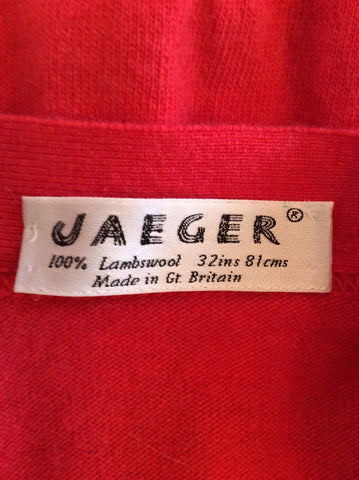 JAEGER®
100% Lambswool 32ins 81cms
Made in Gt. Britain